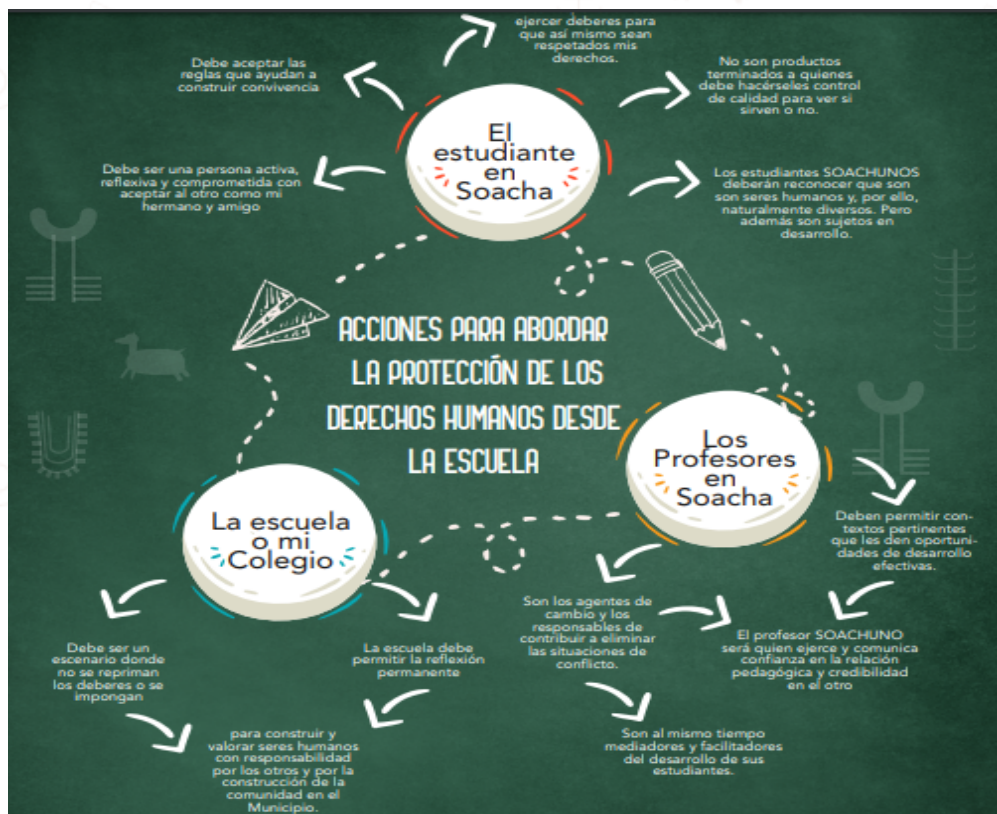 ejercer deberes para
que así mismo sean
respetados mis
derechos.
Debe aceptar las
reglas que ayudan a
construir convivencia
No son productos
terminados a quienes
debe hacérseles control
de calidad para ver si
sirven o no.
El
estudiante
en
Soacha
Debe ser una persona activa,
reflexiva y comprometida con
aceptar al otro como mi
hermano y amigo
Los estudiantes SOACHUNOS
deberán reconocer que son
son seres humanos y, por ello,
naturalmente diversos. Pero
además son sujetos en
desarrollo.
ACCIONES PARA ABORDAR
LA PROTECCIÓN DE LOS
DERECHOS HUMANOS DESDE
LA ESCUELA
Los
Profesores
en
Soacha
La escuela
o mi
Colegio
Deben permitir con-
textos pertinentes
que les den oportuni-
dades de desarrollo
efectivas.
Son los agentes de
cambio y los
responsables de
contribuir a eliminar
las situaciones de
conflicto.
El profesor SOACHUNO
será quien ejerce y comunica
confianza en la relación
pedagógica y credibilidad
en el otro
Debe ser un
escenario donde
no se repriman
los deberes o se
impongan
La escuela debe
permitir la reflexión
permanente
para construir y
valorar seres humanos
con responsabilidad
por los otros y por la
construcción de la
comunidad en el
Municipio.
Son al mismo tiempo
mediadores y facilitadores
del desarrollo de sus
estudiantes.